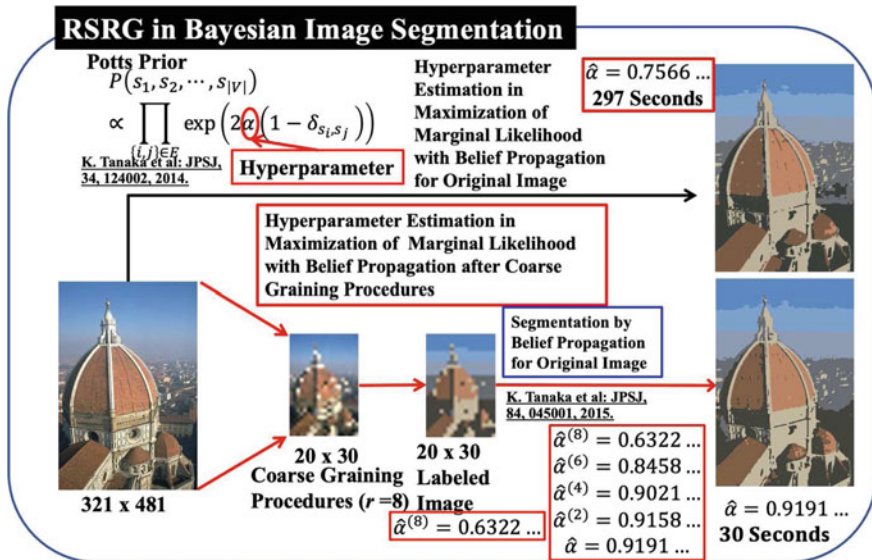 RSRG in Bayesian Image Segmentation
Potts Prior
P(s₁, s₂, ⋯, s|V|)
∝ ∏ exp(2α(1 − δsᵢ,sⱼ))
{i,j}∈E
K. Tanaka et al: JPSJ,
34, 124002, 2014.
Hyperparameter
Hyperparameter
Estimation in
Maximization of
Marginal Likelihood
with Belief Propagation
for Original Image
α̂ = 0.7566 ...
297 Seconds
Hyperparameter Estimation in
Maximization of Marginal Likelihood
with Belief Propagation after Coarse
Graining Procedures
321 x 481
20 x 30
Coarse Graining
Procedures (r =8)
20 x 30
Labeled
Image
α̂⁽⁸⁾ = 0.6322 ...
Segmentation by
Belief Propagation
for Original Image
K. Tanaka et al: JPSJ,
84, 045001, 2015.
α̂⁽⁸⁾ = 0.6322 ...
α̂⁽⁶⁾ = 0.8458 ...
α̂⁽⁴⁾ = 0.9021 ...
α̂⁽²⁾ = 0.9158 ...
α̂ = 0.9191 ...
α̂ = 0.9191 ...
30 Seconds